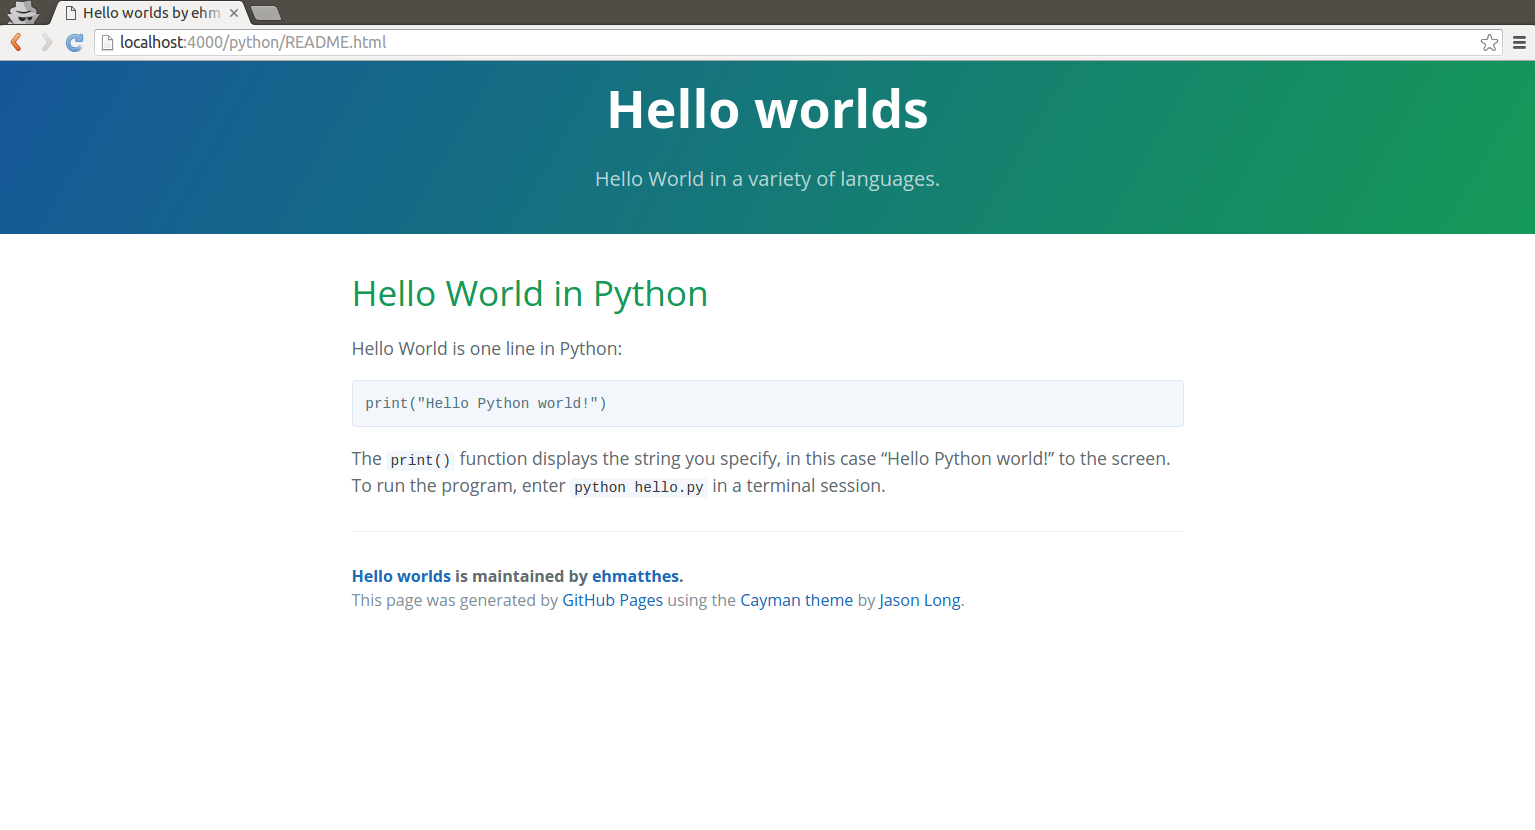 Hello worlds by ehm
localhost:4000/python/README.html
Hello worlds
Hello World in a variety of languages.
Hello World in Python
Hello World is one line in Python:
print("Hello Python world!")
The print() function displays the string you specify, in this case “Hello Python world!” to the screen.
To run the program, enter python hello.py in a terminal session.
Hello worlds is maintained by ehmatthes.
This page was generated by GitHub Pages using the Cayman theme by Jason Long.